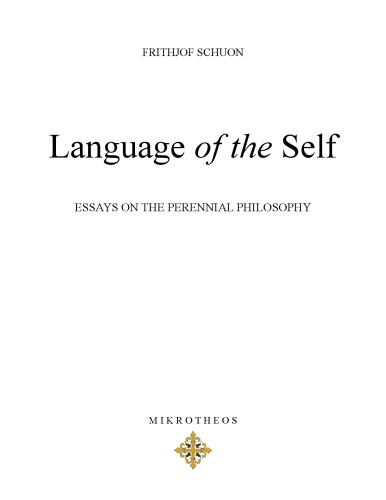 FRITHJOF SCHUON
Language of the Self
ESSAYS ON THE PERENNIAL PHILOSOPHY
MIKROTHEOS